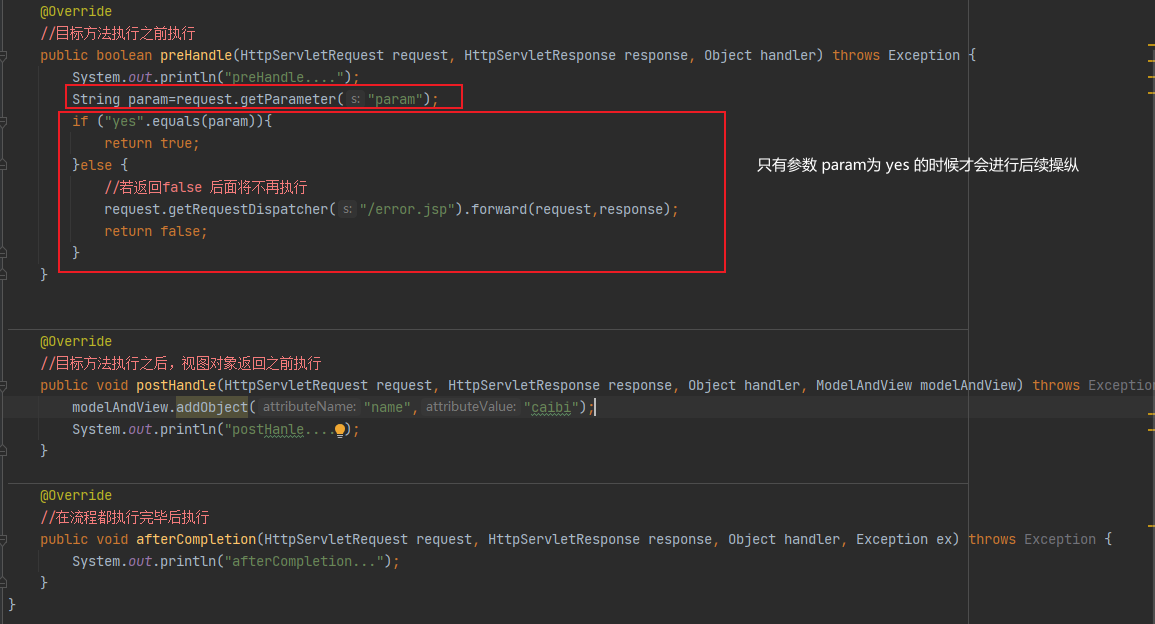 @Override
//目标方法执行之前执行
public boolean preHandle(HttpServletRequest request, HttpServletResponse response, Object handler) throws Exception {
System.out.println("preHandle....");
String param=request.getParameter( s: "param");
if ("yes".equals(param)){
return true;
}else {
只有参数 param为 yes 的时候才会进行后续操纵
//若返回false 后面将不再执行
request.getRequestDispatcher( s: "/error.jsp").forward(request,response);
return false;
}
}
@Override
//目标方法执行之后，视图对象返回之前执行
public void postHandle(HttpServletRequest request, HttpServletResponse response, Object handler, ModelAndView modelAndView) throws Exception
modelAndView.addObject( attributeName: "name", attributeValue: "caibi");
System.out.println("postHanle....);
}
@Override
//在流程都执行完毕后执行
public void afterCompletion(HttpServletRequest request, HttpServletResponse response, Object handler, Exception ex) throws Exception {
System.out.println("afterCompletion...");
}
}